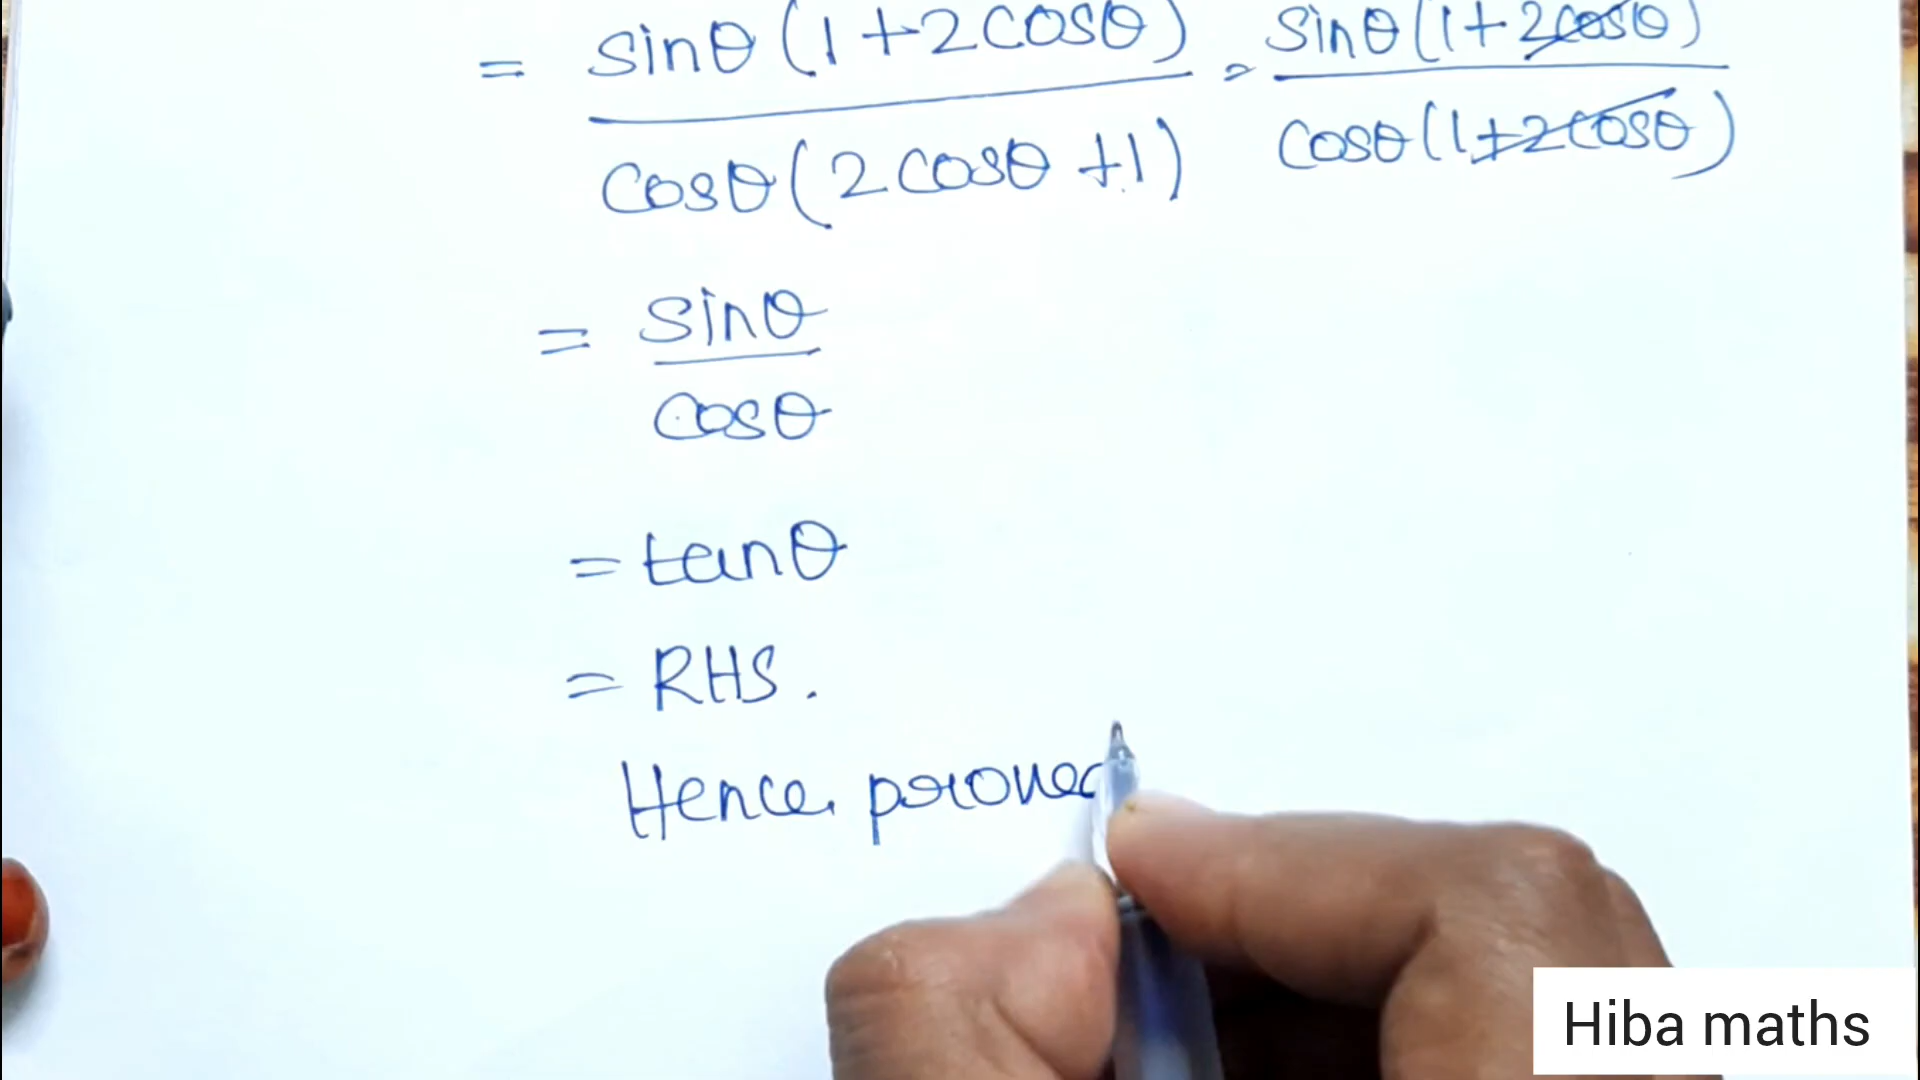 = sinθ(1+2cosθ) / cosθ(2cosθ+1) = sinθ(1+2cosθ) / cosθ(1+2cosθ)
= sinθ / cosθ
= tanθ
= RHS.
Hence proved
Hiba maths